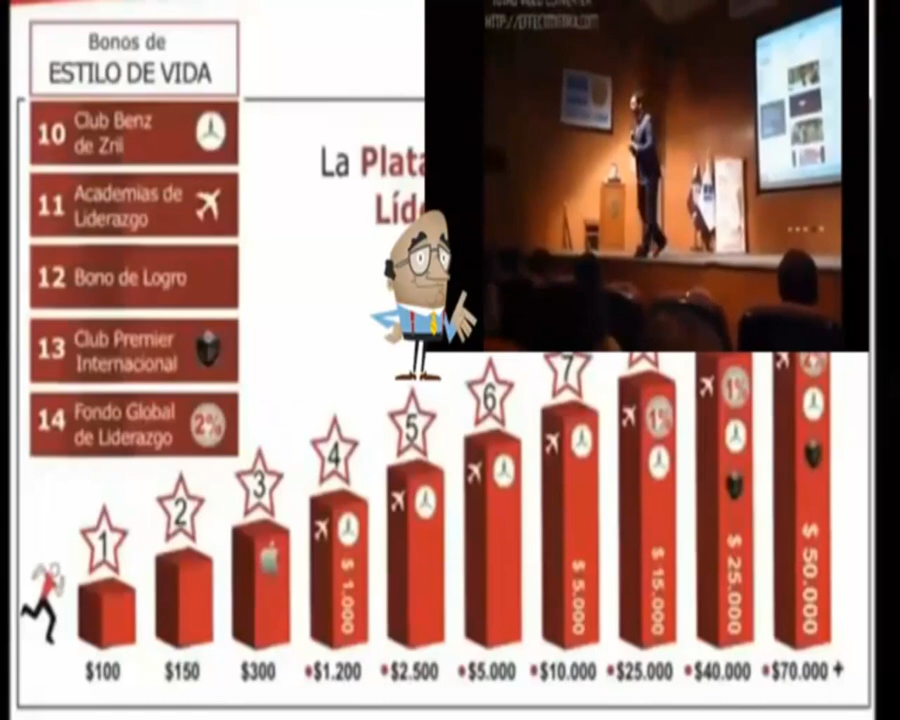 Bonos de
ESTILO DE VIDA
10 Club Benz
de Zrii
11 Academias de
Liderazgo
12 Bono de Logro
13 Club Premier
Internacional
14 Fondo Global
de Liderazgo 2%
La Plata
Líd
1
2
3
4
5
6
7
1%
1%
$ 1.000
$ 5.000
$ 15.000
$ 25.000
$ 50.000
$100
$150
$300
$1.200
$2.500
$5.000
$10.000
$25.000
$40.000
$70.000 +